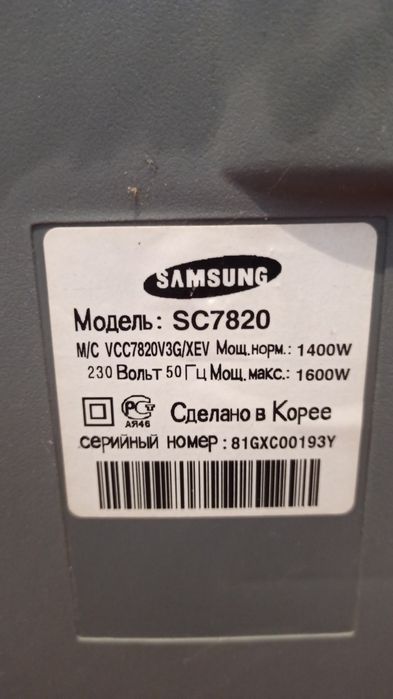 SAMSUNG
Модель: SC7820
M/C VCC7820V3G/XEV Мощ.норм.: 1400W
230 Вольт 50 Гц Мощ.макс.: 1600W
РСТ Сделано в Корее
АЯ46
серийный номер : 81GXC00193Y